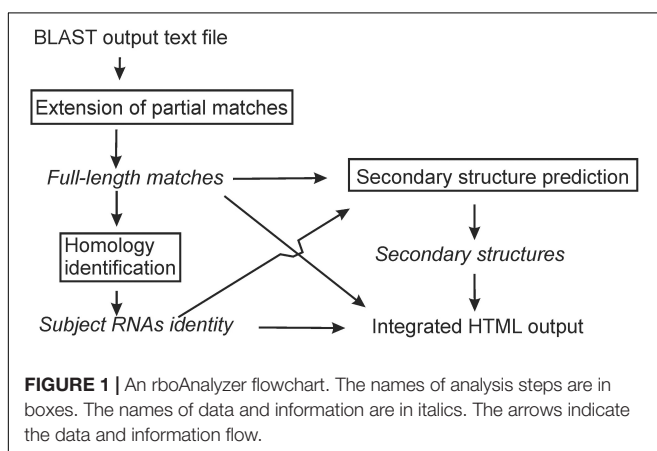 BLAST output text file
Extension of partial matches
Full-length matches
Secondary structure prediction
Homology
identification
Secondary structures
Subject RNAs identity
Integrated HTML output
FIGURE 1 | An rboAnalyzer flowchart. The names of analysis steps are in
boxes. The names of data and information are in italics. The arrows indicate
the data and information flow.